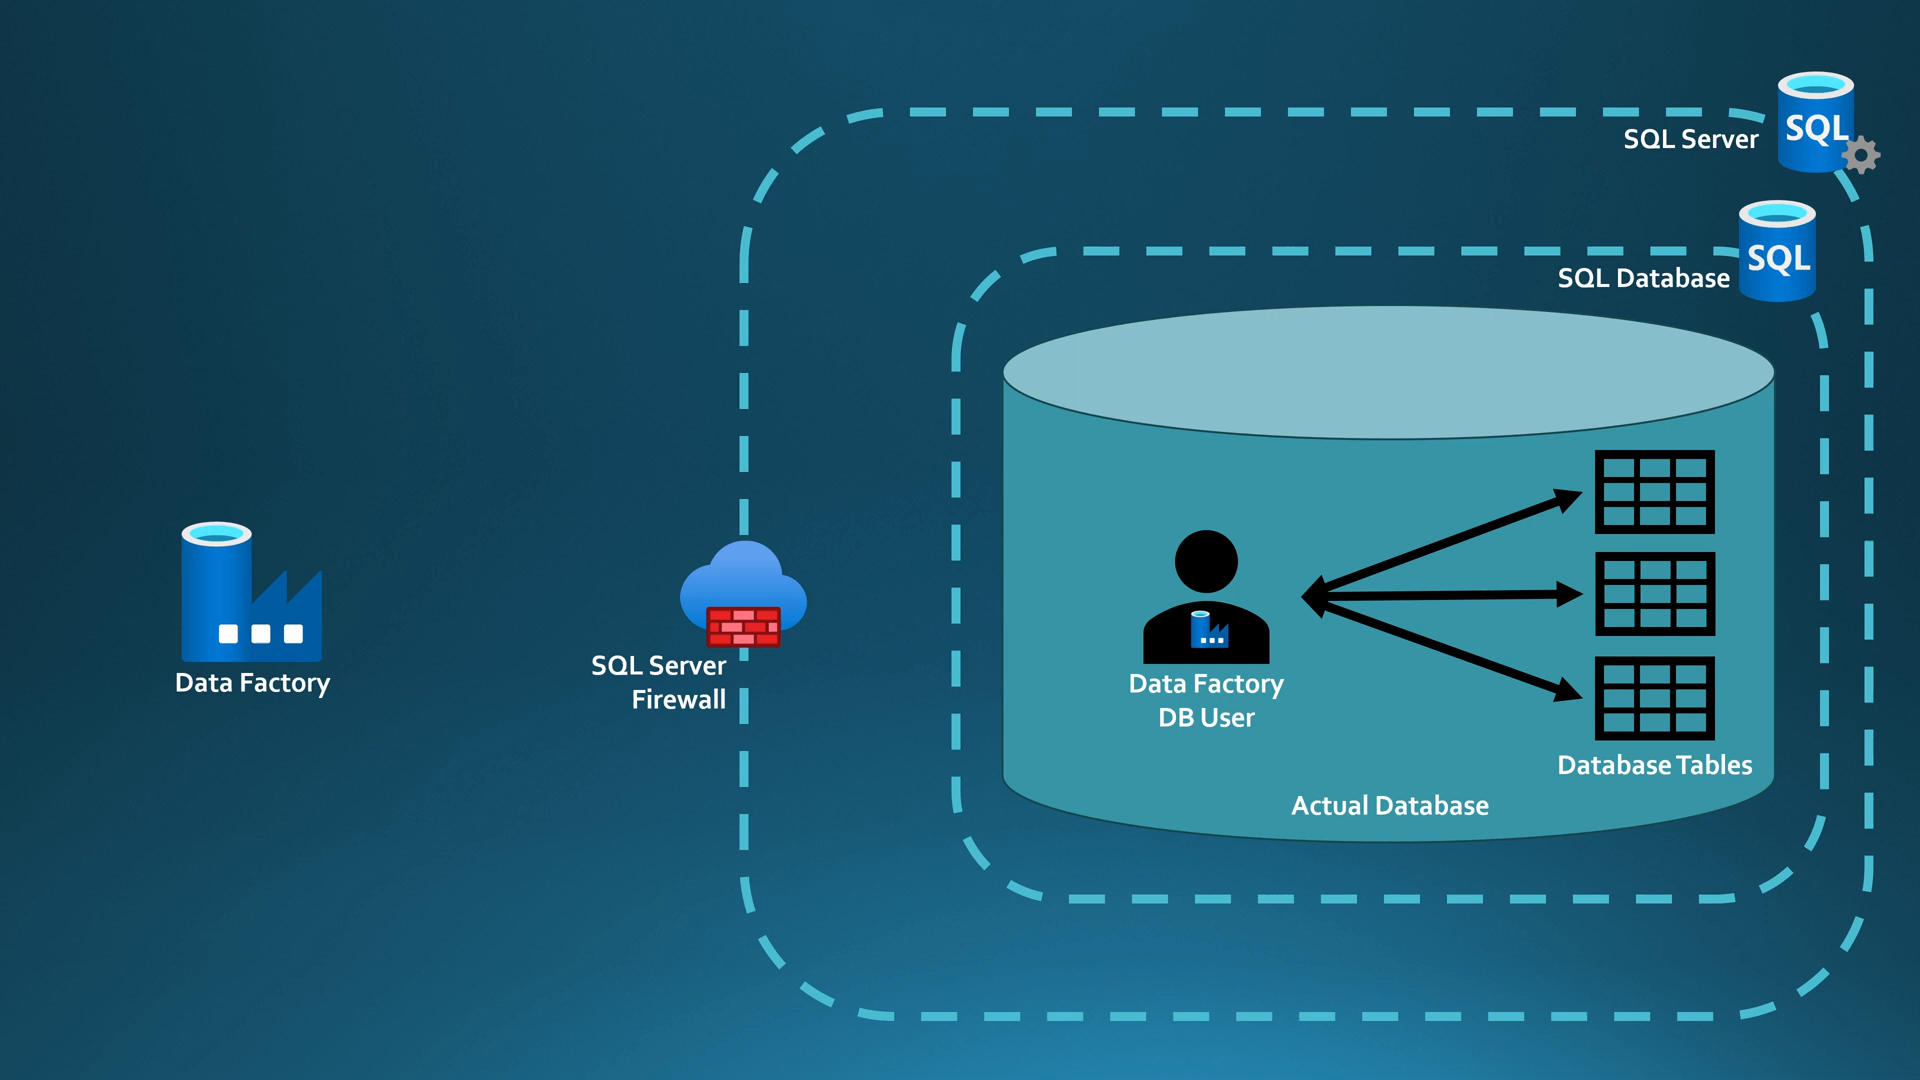 SQL
SQL Server
SQL
SQL Database
SQL Server
Firewall
Data Factory
Data Factory
DB User
Database Tables
Actual Database